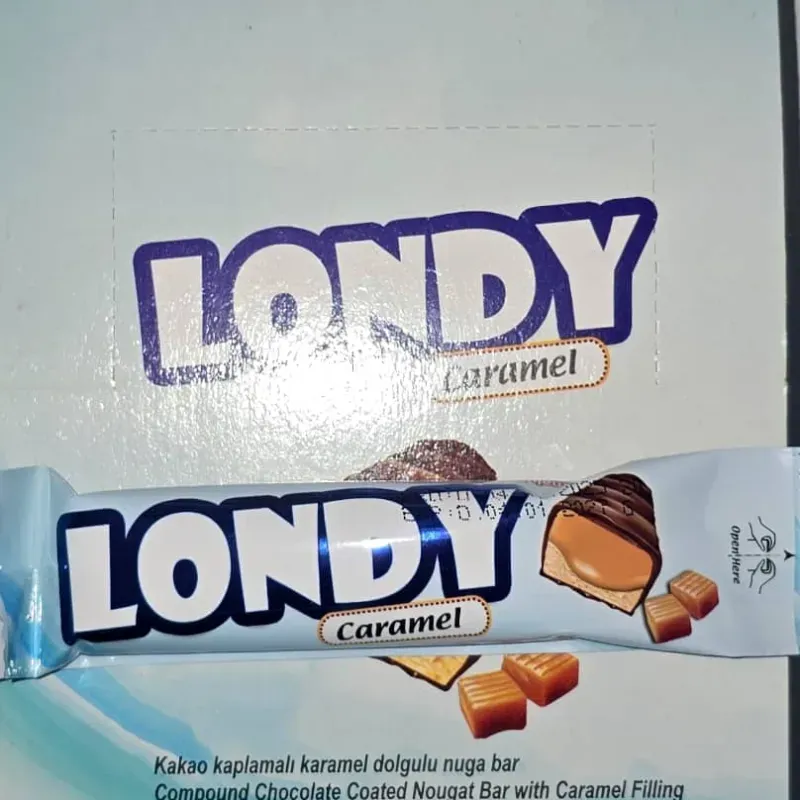 LONDY
Caramel
LONDY
Caramel
Open Here
Kakao kaplamalı karamel dolgulu nuga bar
Compound Chocolate Coated Nougat Bar with Caramel Filling